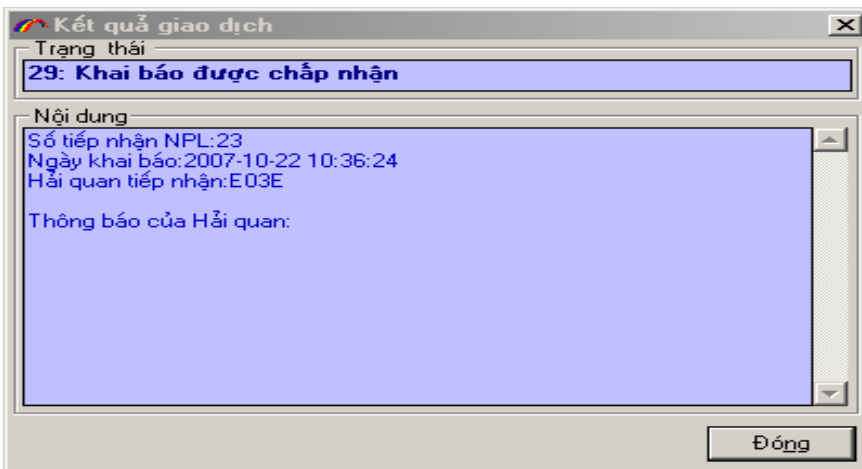 Kết quả giao dịch
Trạng thái
29: Khai báo được chấp nhận
Nội dung
Số tiếp nhận NPL:23
Ngày khai báo:2007-10-22 10:36:24
Hải quan tiếp nhận:E03E
Thông báo của Hải quan:
Đóng